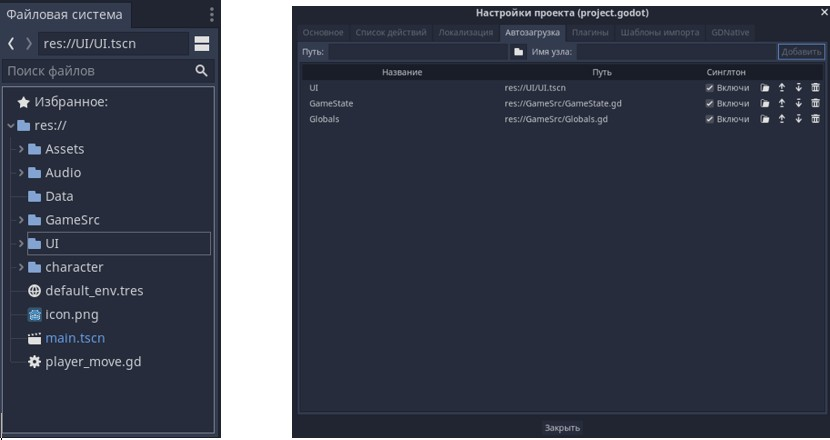 Файловая система
res://UI/UI.tscn
Поиск файлов
Избранное:
res://
Assets
Audio
Data
GameSrc
UI
character
default_env.tres
icon.png
main.tscn
player_move.gd
Настройки проекта (project.godot)
Основное Список действий Локализация Автозагрузка Плагины Шаблоны импорта GDNative
Путь: Имя узла: Добавить
Название Путь Синглтон
UI res://UI/UI.tscn Включи
GameState res://GameSrc/GameState.gd Включи
Globals res://GameSrc/Globals.gd Включи
Закрыть